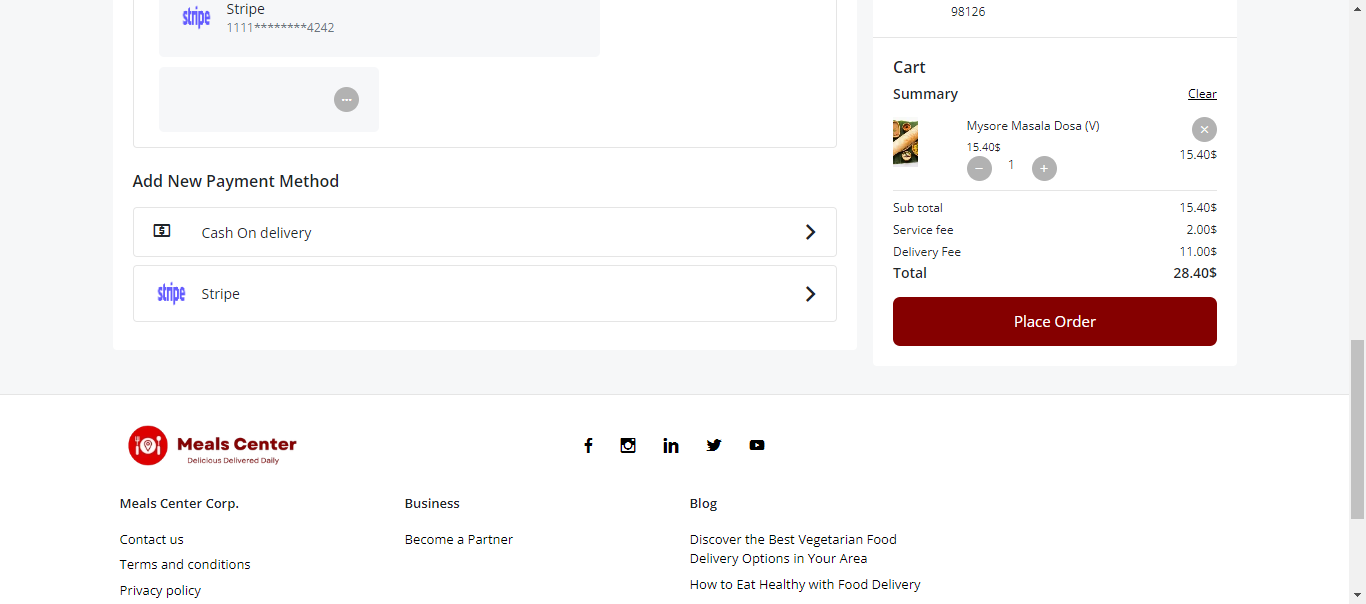 stripe
Stripe
1111********4242
Add New Payment Method
Cash On delivery
stripe
Stripe
98126
Cart
Summary
Clear
Mysore Masala Dosa (V)
15.40$
15.40$
1
Sub total
15.40$
Service fee
2.00$
Delivery Fee
11.00$
Total
28.40$
Place Order
Meals Center
Delicious Delivered Daily
Meals Center Corp.
Contact us
Terms and conditions
Privacy policy
Business
Become a Partner
Blog
Discover the Best Vegetarian Food
Delivery Options in Your Area
How to Eat Healthy with Food Delivery